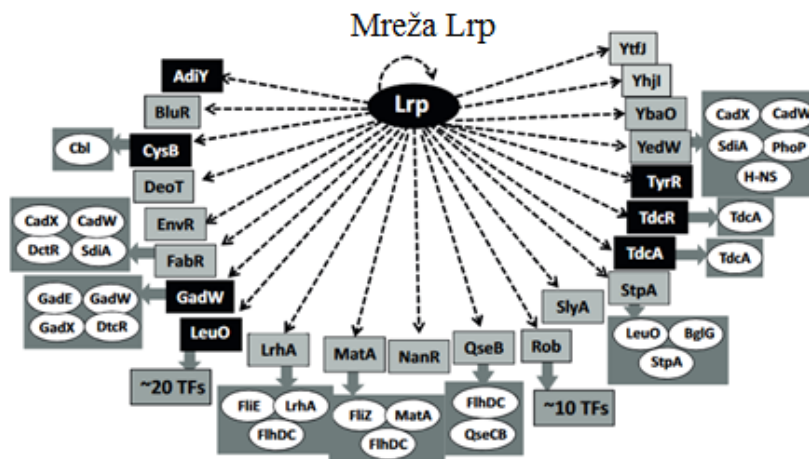 Mreža Lrp
Lrp
AdiY
BluR
CysB
Cbl
DeoT
EnvR
FabR
CadX CadW
DctR SdiA
GadW
GadE GadW
GadX DtcR
LeuO
~20 TFs
LrhA
FliE LrhA
FlhDC
MatA
FliZ MatA
FlhDC
NanR
QseB
FlhDC
QseCB
Rob
~10 TFs
SlyA
StpA
LeuO BglG
StpA
TdcA
TdcA
TdcR
TdcA
TyrR
YedW
CadX CadW
SdiA PhoP
H-NS
YbaO
YhjI
YtfJ